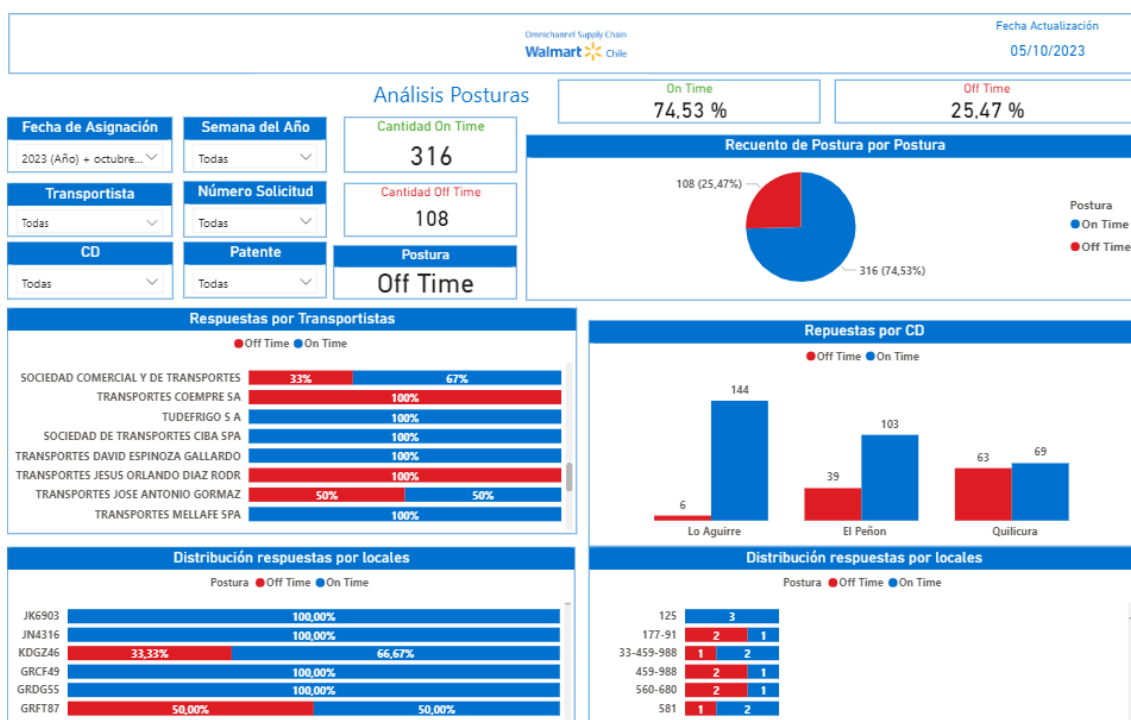 Omnichannel Supply Chain
Walmart Chile
Fecha Actualización
05/10/2023
Análisis Posturas
On Time
74,53 %
Off Time
25,47 %
Fecha de Asignación
2023 (Año) + octubre...
Semana del Año
Todas
Cantidad On Time
316
Transportista
Todas
Número Solicitud
Todas
Cantidad Off Time
108
CD
Todas
Patente
Todas
Postura
Off Time
Recuento de Postura por Postura
108 (25,47%)
316 (74,53%)
Postura
On Time
Off Time
Respuestas por Transportistas
Off Time On Time
SOCIEDAD COMERCIAL Y DE TRANSPORTES 33% 67%
TRANSPORTES COEMPRE SA 100%
TUDEFRIGO S A 100%
SOCIEDAD DE TRANSPORTES CIBA SPA 100%
TRANSPORTES DAVID ESPINOZA GALLARDO 100%
TRANSPORTES JESUS ORLANDO DIAZ RODR 100%
TRANSPORTES JOSE ANTONIO GORMAZ 50% 50%
TRANSPORTES MELLAFE SPA 100%
Repuestas por CD
Off Time On Time
6 144
39 103
63 69
Lo Aguirre El Peñon Quilicura
Distribución respuestas por locales
Postura Off Time On Time
JK6903 100,00%
JN4316 100,00%
KDGZ46 33,33% 66,67%
GRCF49 100,00%
GRDG55 100,00%
GRFT87 50,00% 50,00%
Distribución respuestas por locales
Postura Off Time On Time
125 3
177-91 2 1
33-459-988 1 2
459-988 2 1
560-680 2 1
581 1 2